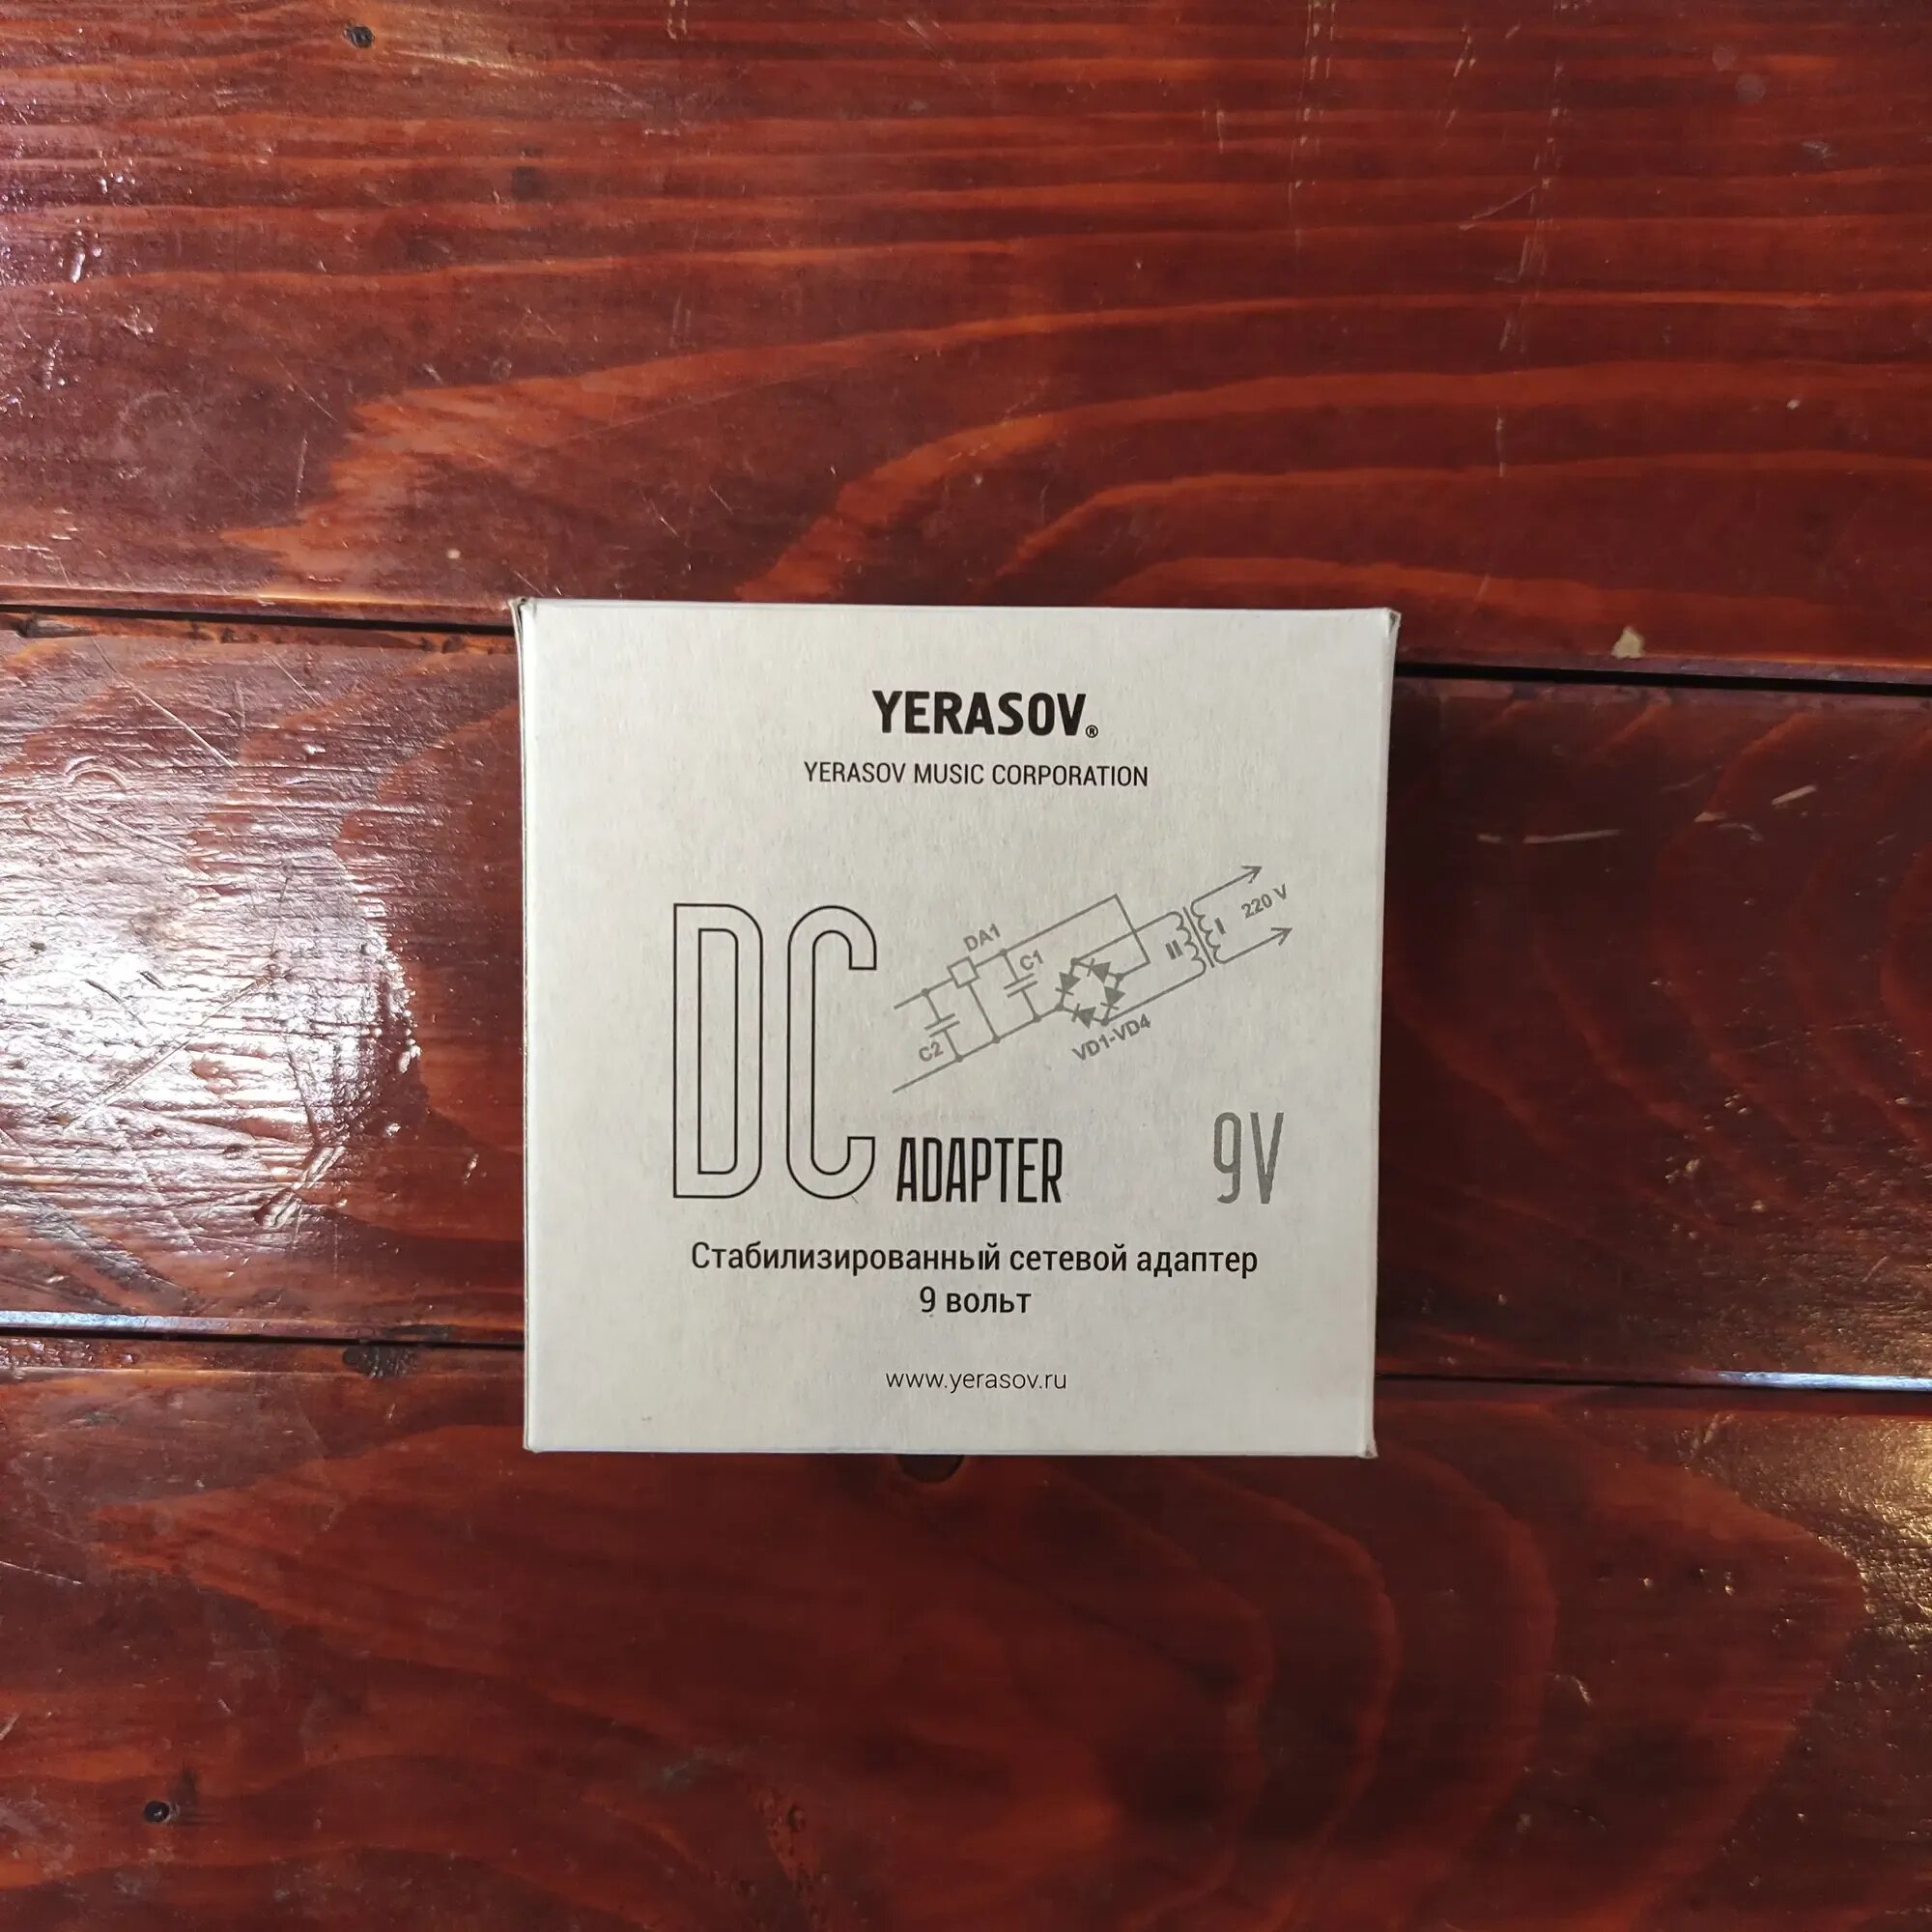 YERASOV®
YERASOV MUSIC CORPORATION
DA1
C1
C2
VD1-VD4
II
I
220 V
DC ADAPTER
9V
Стабилизированный сетевой адаптер
9 вольт
www.yerasov.ru